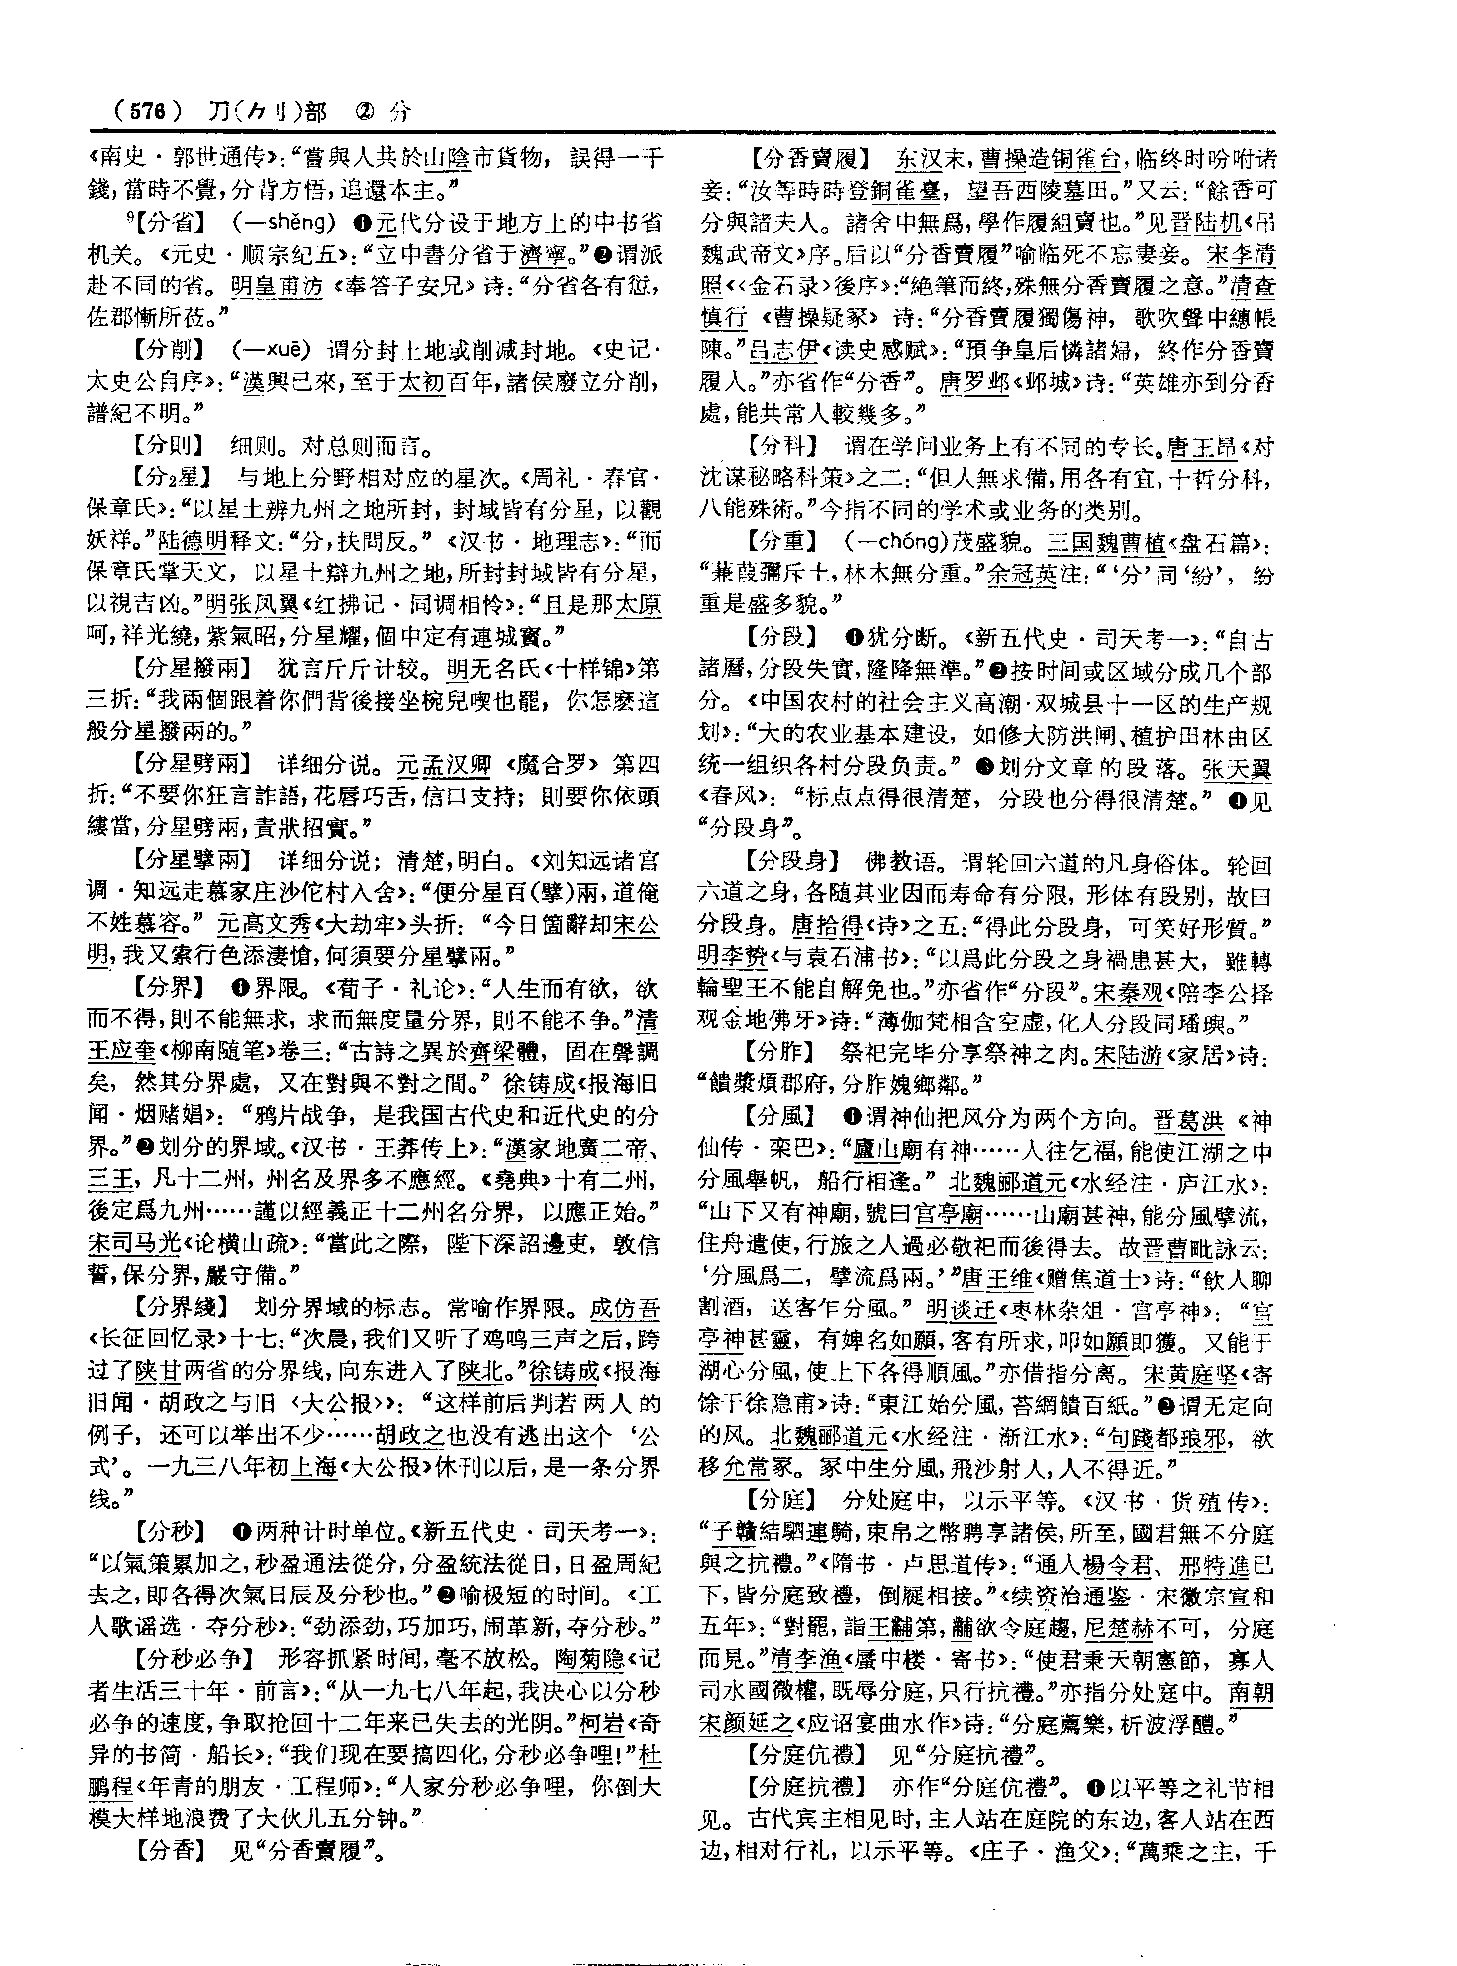 （576） 刀(⺈刂)部 ② 分
《南史·郭世通传》：“嘗與人共於山陰市貨物，誤得一千
錢，當時不覺，分背方悟，追還本主。”
⁹【分省】 （—shěng）❶元代分设于地方上的中书省
机关。《元史·顺宗纪五》：“立中書分省于濟寧。”❷谓派
赴不同的省。明皇甫汸《奉答子安兄》诗：“分省各有愆，
佐郡慚所莅。”
【分削】 （—xuē）谓分封土地或削减封地。《史记·
太史公自序》：“漢興已來，至于太初百年，諸侯廢立分削，
譜紀不明。”
【分則】 细则。对总则而言。
【分₂星】 与地上分野相对应的星次。《周礼·春官·
保章氏》：“以星土辨九州之地所封，封域皆有分星，以觀
妖祥。”陆德明释文：“分，扶問反。”《汉书·地理志》：“而
保章氏掌天文，以星土辯九州之地，所封封域皆有分星，
以視吉凶。”明张凤翼《红拂记·同调相怜》：“且是那太原
呵，祥光繞，紫氣昭，分星耀，個中定有連城寶。”
【分星撥兩】 犹言斤斤计较。明无名氏《十样锦》第
三折：“我兩個跟着你們背後接坐椀兒喫也罷，你怎麽這
般分星撥兩的。”
【分星劈兩】 详细分说。元孟汉卿《魔合罗》第四
折：“不要你狂言詐語，花唇巧舌，信口支持；則要你依頭
縷當，分星劈兩，責狀招實。”
【分星擘兩】 详细分说；清楚，明白。《刘知远诸宫
调·知远走慕家庄沙佗村入舍》：“便分星百（擘）兩，道俺
不姓慕容。”元高文秀《大劫牢》头折：“今日箇辭却宋公
明，我又索行色添淒愴，何須要分星擘兩。”
【分界】 ❶界限。《荀子·礼论》：“人生而有欲，欲
而不得，則不能無求，求而無度量分界，則不能不争。”清
王应奎《柳南随笔》卷三：“古詩之異於齊梁體，固在聲調
矣，然其分界處，又在對與不對之間。”徐铸成《报海旧
闻·烟赌娼》：“鸦片战争，是我国古代史和近代史的分
界。”❷划分的界域。《汉书·王莽传上》：“漢家地廣二帝、
三王，凡十二州，州名及界多不應經。《堯典》十有二州，
後定爲九州……謹以經義正十二州名分界，以應正始。”
宋司马光《论横山疏》：“當此之際，陛下深詔邊吏，敦信
誓，保分界，嚴守備。”
【分界綫】 划分界域的标志。常喻作界限。成仿吾
《长征回忆录》十七：“次晨，我们又听了鸡鸣三声之后，跨
过了陕甘两省的分界线，向东进入了陕北。”徐铸成《报海
旧闻·胡政之与旧〈大公报〉》：“这样前后判若两人的
例子，还可以举出不少……胡政之也没有逃出这个‘公
式’。一九三八年初上海《大公报》休刊以后，是一条分界
线。”
【分秒】 ❶两种计时单位。《新五代史·司天考一》：
“以氣策累加之，秒盈通法從分，分盈統法從日，日盈周紀
去之，即各得次氣日辰及分秒也。”❷喻极短的时间。《工
人歌谣选·夺分秒》：“劲添劲，巧加巧，闹革新，夺分秒。”
【分秒必争】 形容抓紧时间，毫不放松。陶菊隐《记
者生活三十年·前言》：“从一九七八年起，我决心以分秒
必争的速度，争取抢回十二年来已失去的光阴。”柯岩《奇
异的书简·船长》：“我们现在要搞四化，分秒必争哩！”杜
鹏程《年青的朋友·工程师》：“人家分秒必争哩，你倒大
模大样地浪费了大伙儿五分钟。”
【分香】 见“分香賣履”。
【分香賣履】 东汉末，曹操造铜雀台，临终时吩咐诸
妾：“汝等時時登銅雀臺，望吾西陵墓田。”又云：“餘香可
分與諸夫人。諸舍中無爲，學作履組賣也。”见晋陆机《吊
魏武帝文》序。后以“分香賣履”喻临死不忘妻妾。宋李清
照《〈金石录〉後序》：“絶筆而終，殊無分香賣履之意。”清查
慎行《曹操疑冢》诗：“分香賣履獨傷神，歌吹聲中繐帳
陳。”吕志伊《读史感赋》：“預争皇后憐諸婦，終作分香賣
履人。”亦省作“分香”。唐罗邺《邺城》诗：“英雄亦到分香
處，能共常人較幾多。”
【分科】 谓在学问业务上有不同的专长。唐王昂《对
沈谋秘略科策》之二：“但人無求備，用各有宜，十哲分科，
八能殊術。”今指不同的学术或业务的类别。
【分重】 （—chóng）茂盛貌。三国魏曹植《盘石篇》：
“蒹葭彌斥土，林木無分重。”余冠英注：“‘分’同‘紛’，紛
重是盛多貌。”
【分段】 ❶犹分断。《新五代史·司天考一》：“自古
諸曆，分段失實，隆降無準。”❷按时间或区域分成几个部
分。《中国农村的社会主义高潮·双城县十一区的生产规
划》：“大的农业基本建设，如修大防洪闸、植护田林由区
统一组织各村分段负责。”❸划分文章的段落。张天翼
《春风》：“标点点得很清楚，分段也分得很清楚。”❹见
“分段身”。
【分段身】 佛教语。谓轮回六道的凡身俗体。轮回
六道之身，各随其业因而寿命有分限，形体有段别，故曰
分段身。唐拾得《诗》之五：“得此分段身，可笑好形質。”
明李贽《与袁石浦书》：“以爲此分段之身禍患甚大，雖轉
輪聖王不能自解免也。”亦省作“分段”。宋秦观《陪李公择
观金地佛牙》诗：“薄伽梵相含空虚，化人分段同璠璵。”
【分胙】 祭祀完毕分享祭神之肉。宋陆游《家居》诗：
“饋漿煩郡府，分胙媿鄉鄰。”
【分風】 ❶谓神仙把风分为两个方向。晋葛洪《神
仙传·栾巴》：“廬山廟有神……人往乞福，能使江湖之中
分風舉帆，船行相逢。”北魏郦道元《水经注·庐江水》：
“山下又有神廟，號曰宫亭廟……山廟甚神，能分風擘流，
住舟遣使，行旅之人過必敬祀而後得去。故晋曹毗詠云：
‘分風爲二，擘流爲兩。’”唐王维《赠焦道士》诗：“飲人聊
割酒，送客乍分風。”明谈迁《枣林杂俎·宫亭神》：“宫
亭神甚靈，有婢名如願，客有所求，叩如願即獲。又能于
湖心分風，使上下各得順風。”亦借指分离。宋黄庭坚《寄
馀干徐隐甫》诗：“東江始分風，苔網饋百紙。”❷谓无定向
的风。北魏郦道元《水经注·渐江水》：“句踐都琅邪，欲
移允常冢。冢中生分風，飛沙射人，人不得近。”
【分庭】 分处庭中，以示平等。《汉书·货殖传》：
“子贛結駟連騎，束帛之幣聘享諸侯，所至，國君無不分庭
與之抗禮。”《隋书·卢思道传》：“通人楊令君、邢特進已
下，皆分庭致禮，倒屣相接。”《续资治通鉴·宋徽宗宣和
五年》：“對罷，詣王黼第，黼欲令庭趨，尼楚赫不可，分庭
而見。”清李渔《蜃中楼·寄书》：“使君秉天朝憲節，寡人
司水國微權，既辱分庭，只行抗禮。”亦指分处庭中。南朝
宋颜延之《应诏宴曲水作》诗：“分庭薦樂，析波浮醴。”
【分庭伉禮】 见“分庭抗禮”。
【分庭抗禮】 亦作“分庭伉禮”。❶以平等之礼节相
见。古代宾主相见时，主人站在庭院的东边，客人站在西
边，相对行礼，以示平等。《庄子·渔父》：“萬乘之主，千